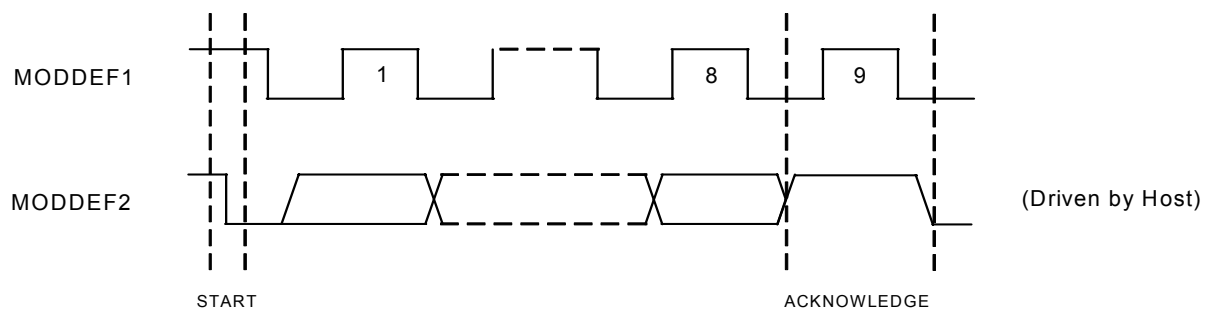 MODDEF1
1
8
9
MODDEF2
(Driven by Host)
START
ACKNOWLEDGE